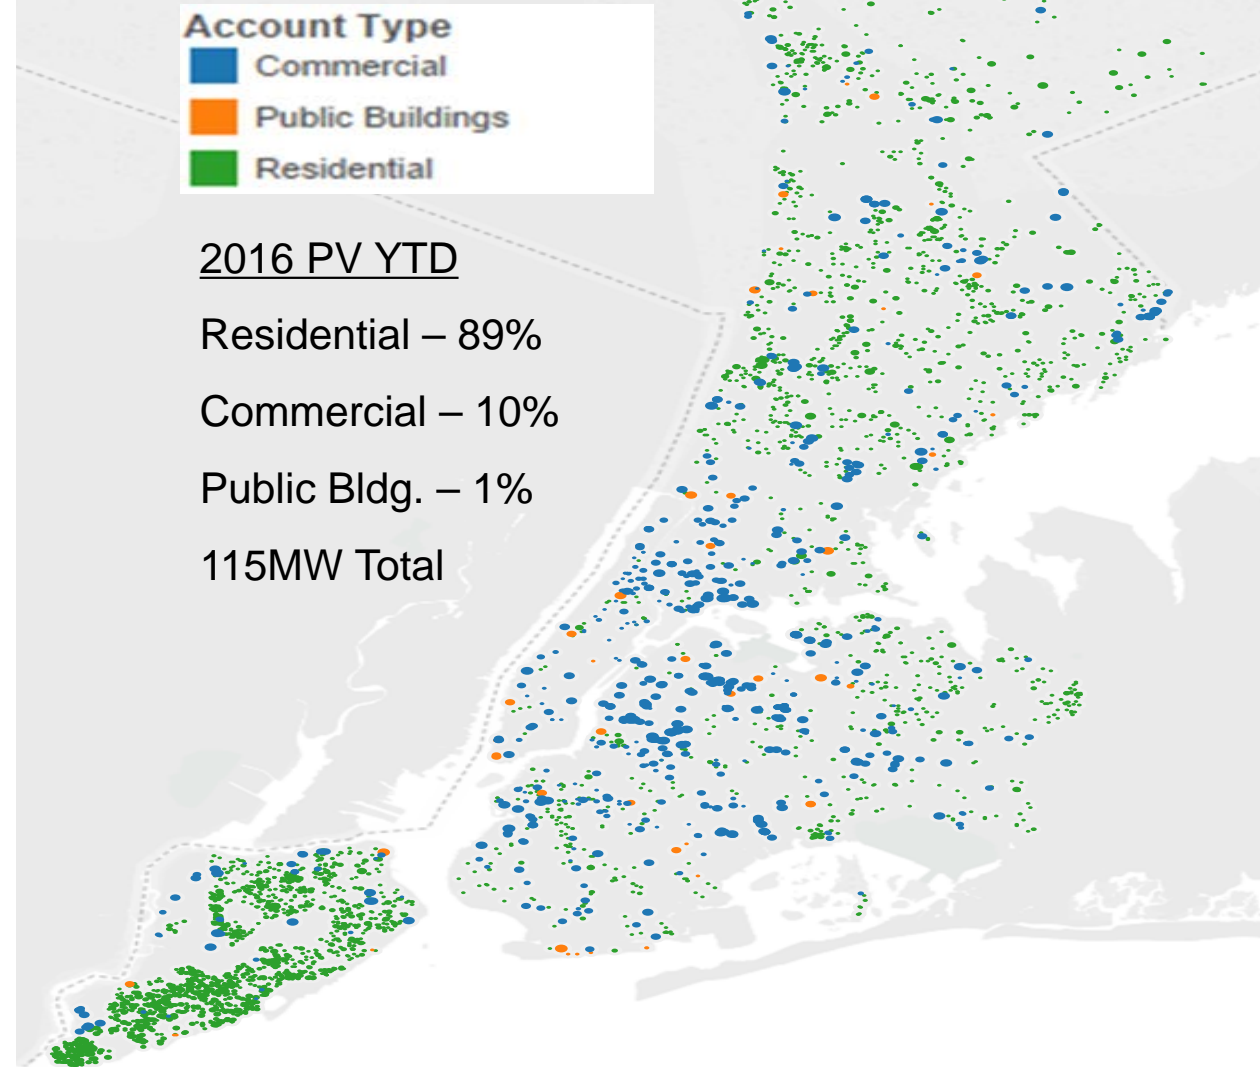 Account Type
Commercial
Public Buildings
Residential
2016 PV YTD
Residential – 89%
Commercial – 10%
Public Bldg. – 1%
115MW Total